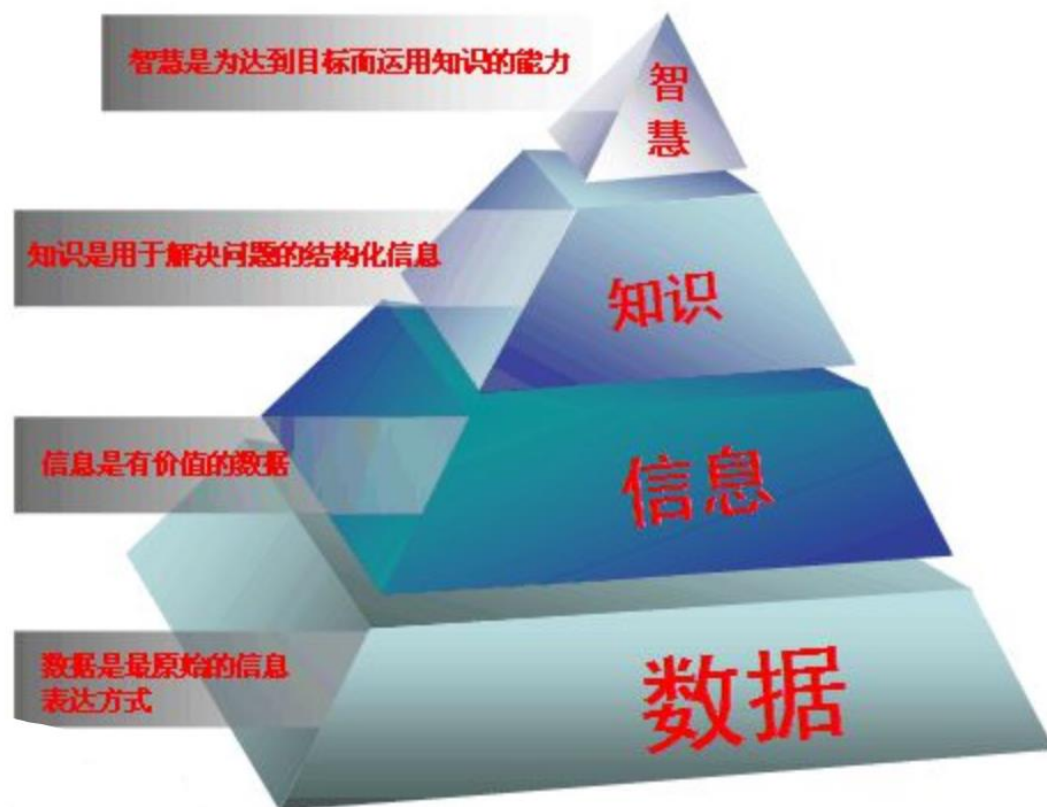 智慧是为达到目标而运用知识的能力
智慧
知识是用于解决问题的结构化信息
知识
信息是有价值的数据
信息
数据是最原始的信息
表达方式
数据